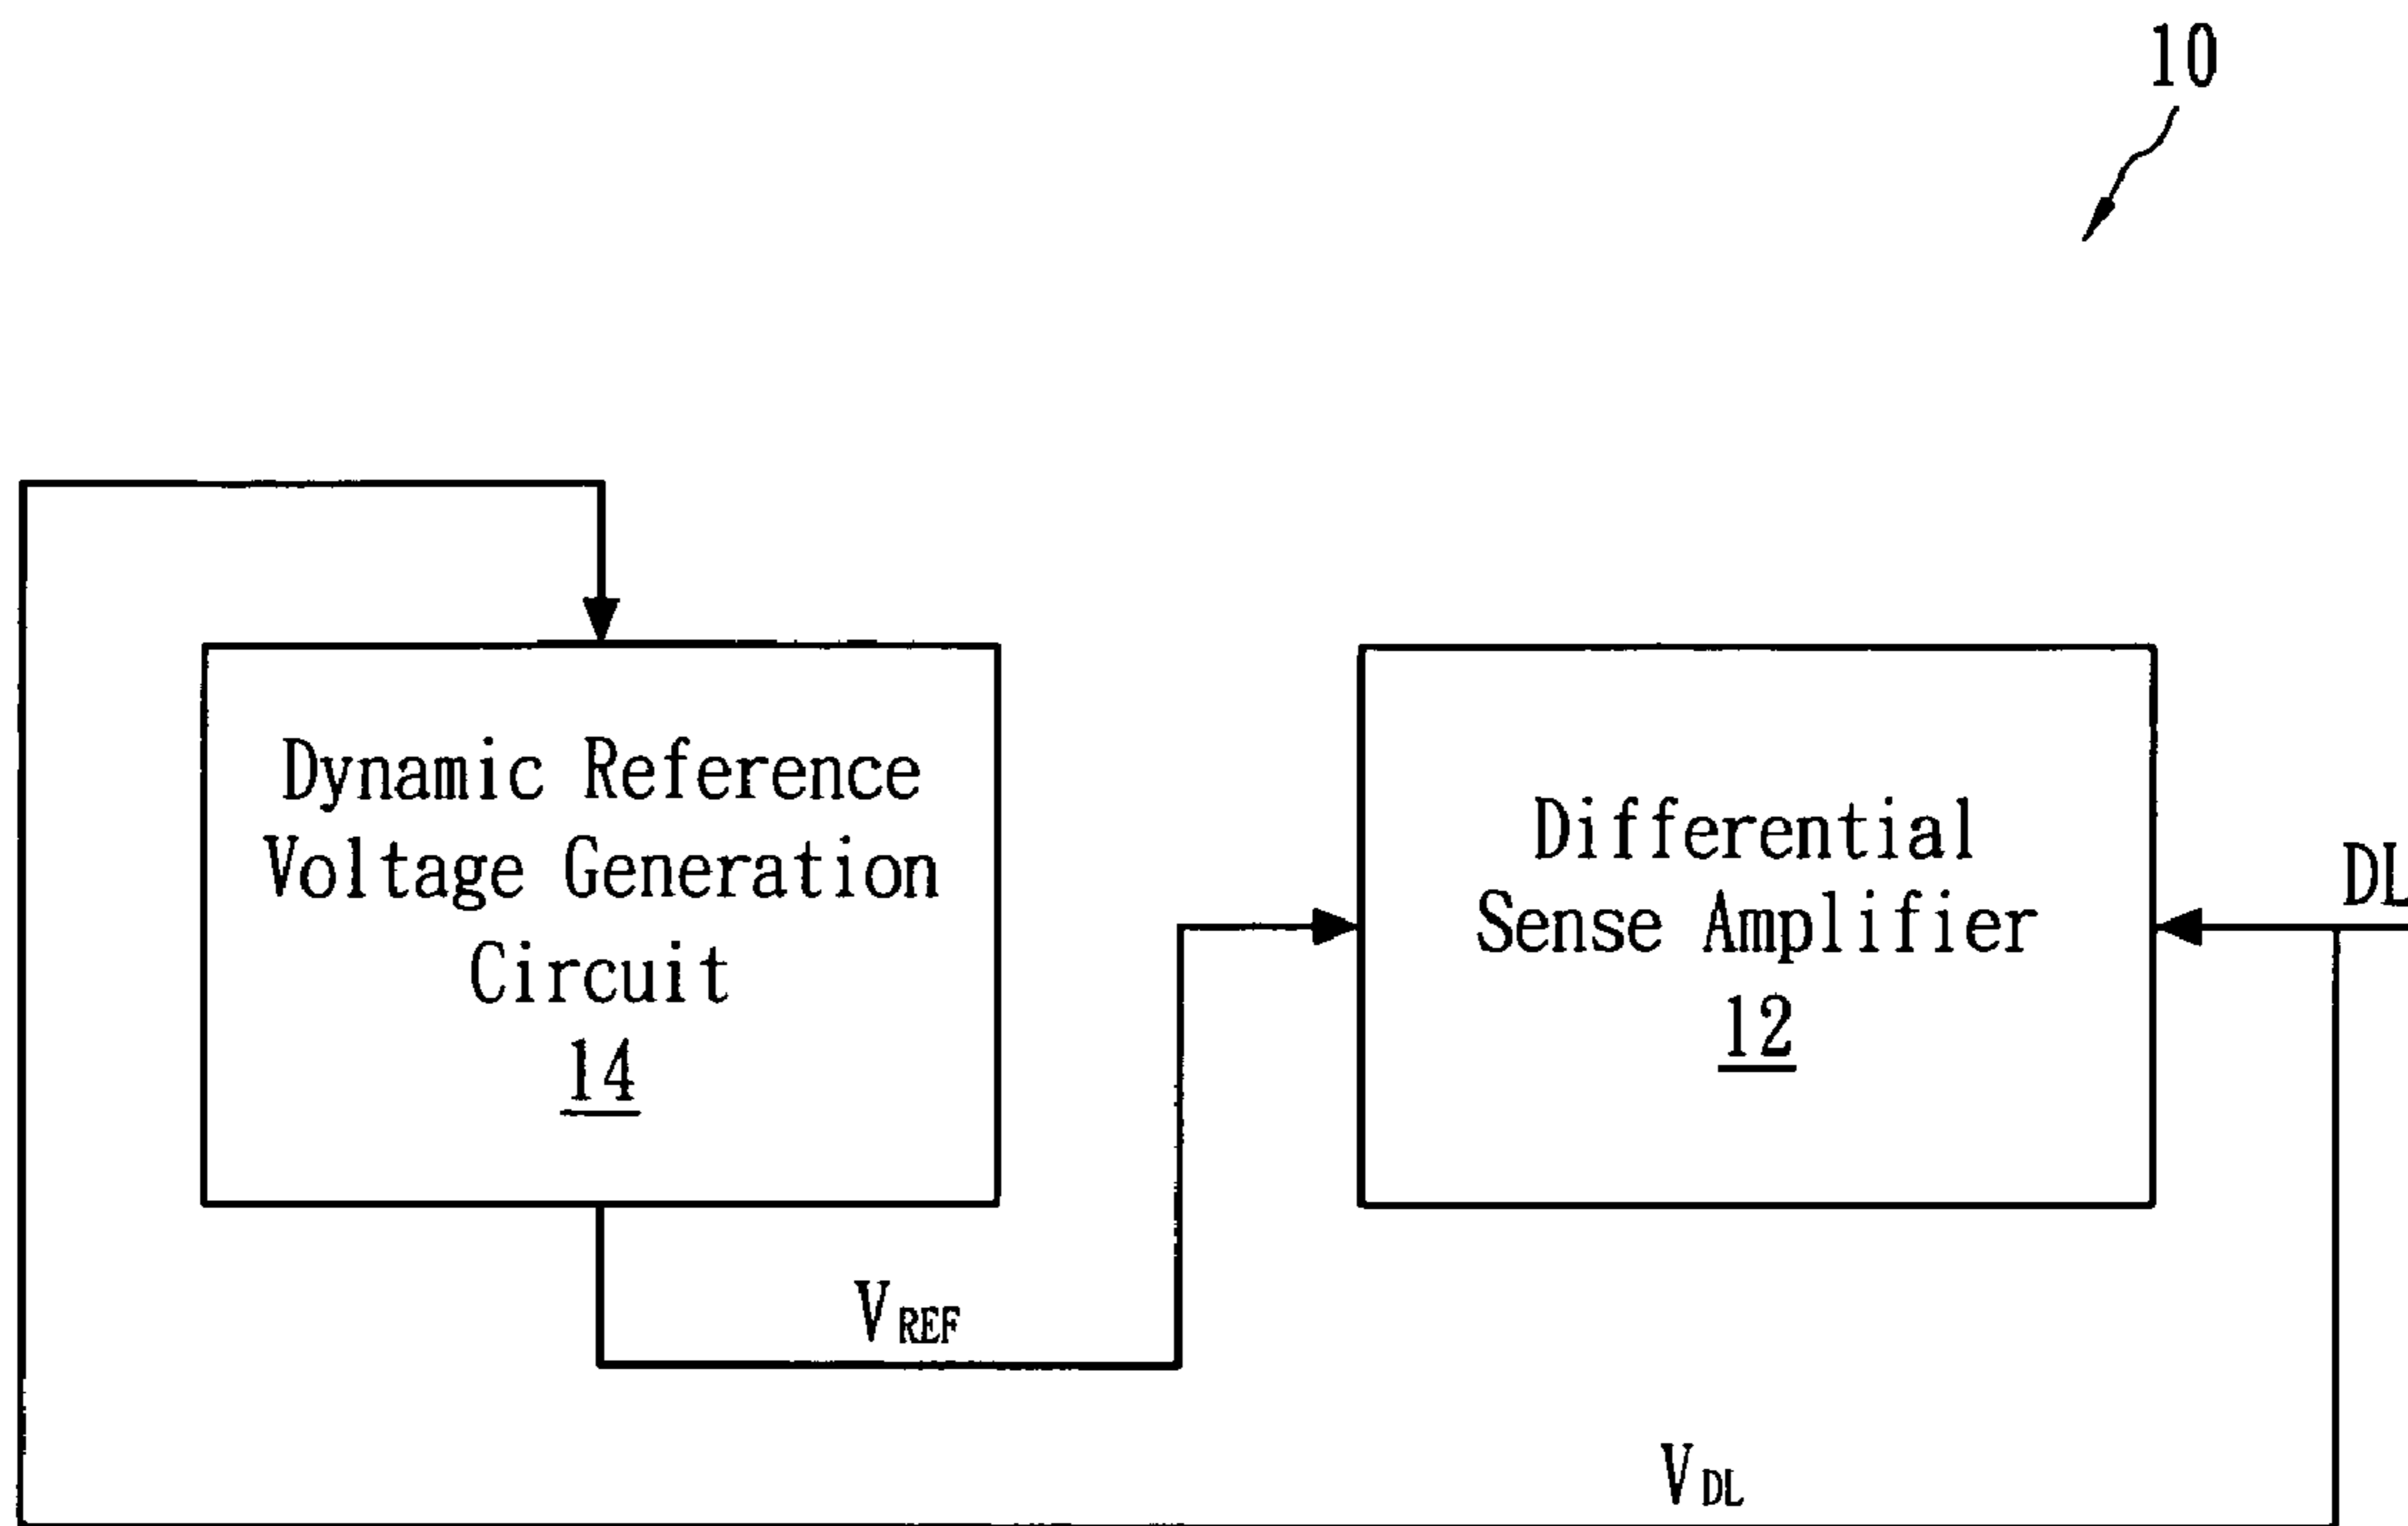 10
Dynamic Reference
Voltage Generation
Circuit
14
Differential
Sense Amplifier
12
DL
VREF
VDL